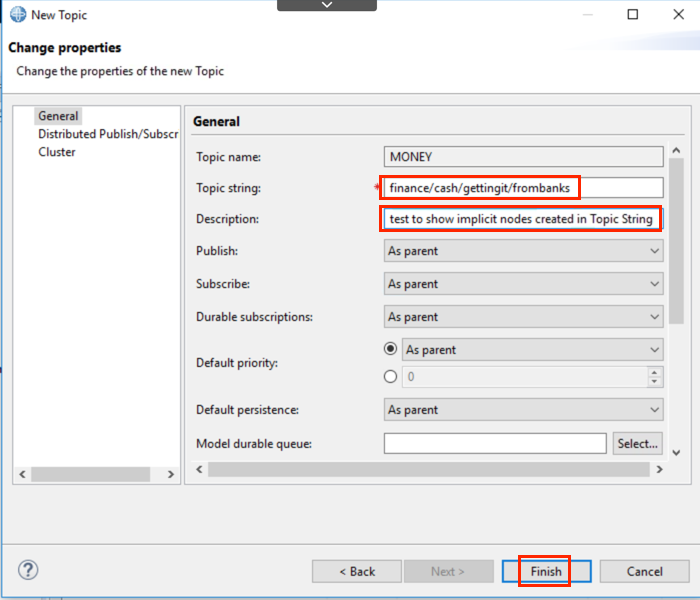 New Topic
Change properties
Change the properties of the new Topic
General
Distributed Publish/Subscr
Cluster
General
Topic name: MONEY
Topic string: * finance/cash/gettingit/frombanks
Description: test to show implicit nodes created in Topic String
Publish: As parent
Subscribe: As parent
Durable subscriptions: As parent
As parent
Default priority:
0
Default persistence: As parent
Model durable queue: Select...
? < Back Next > Finish Cancel